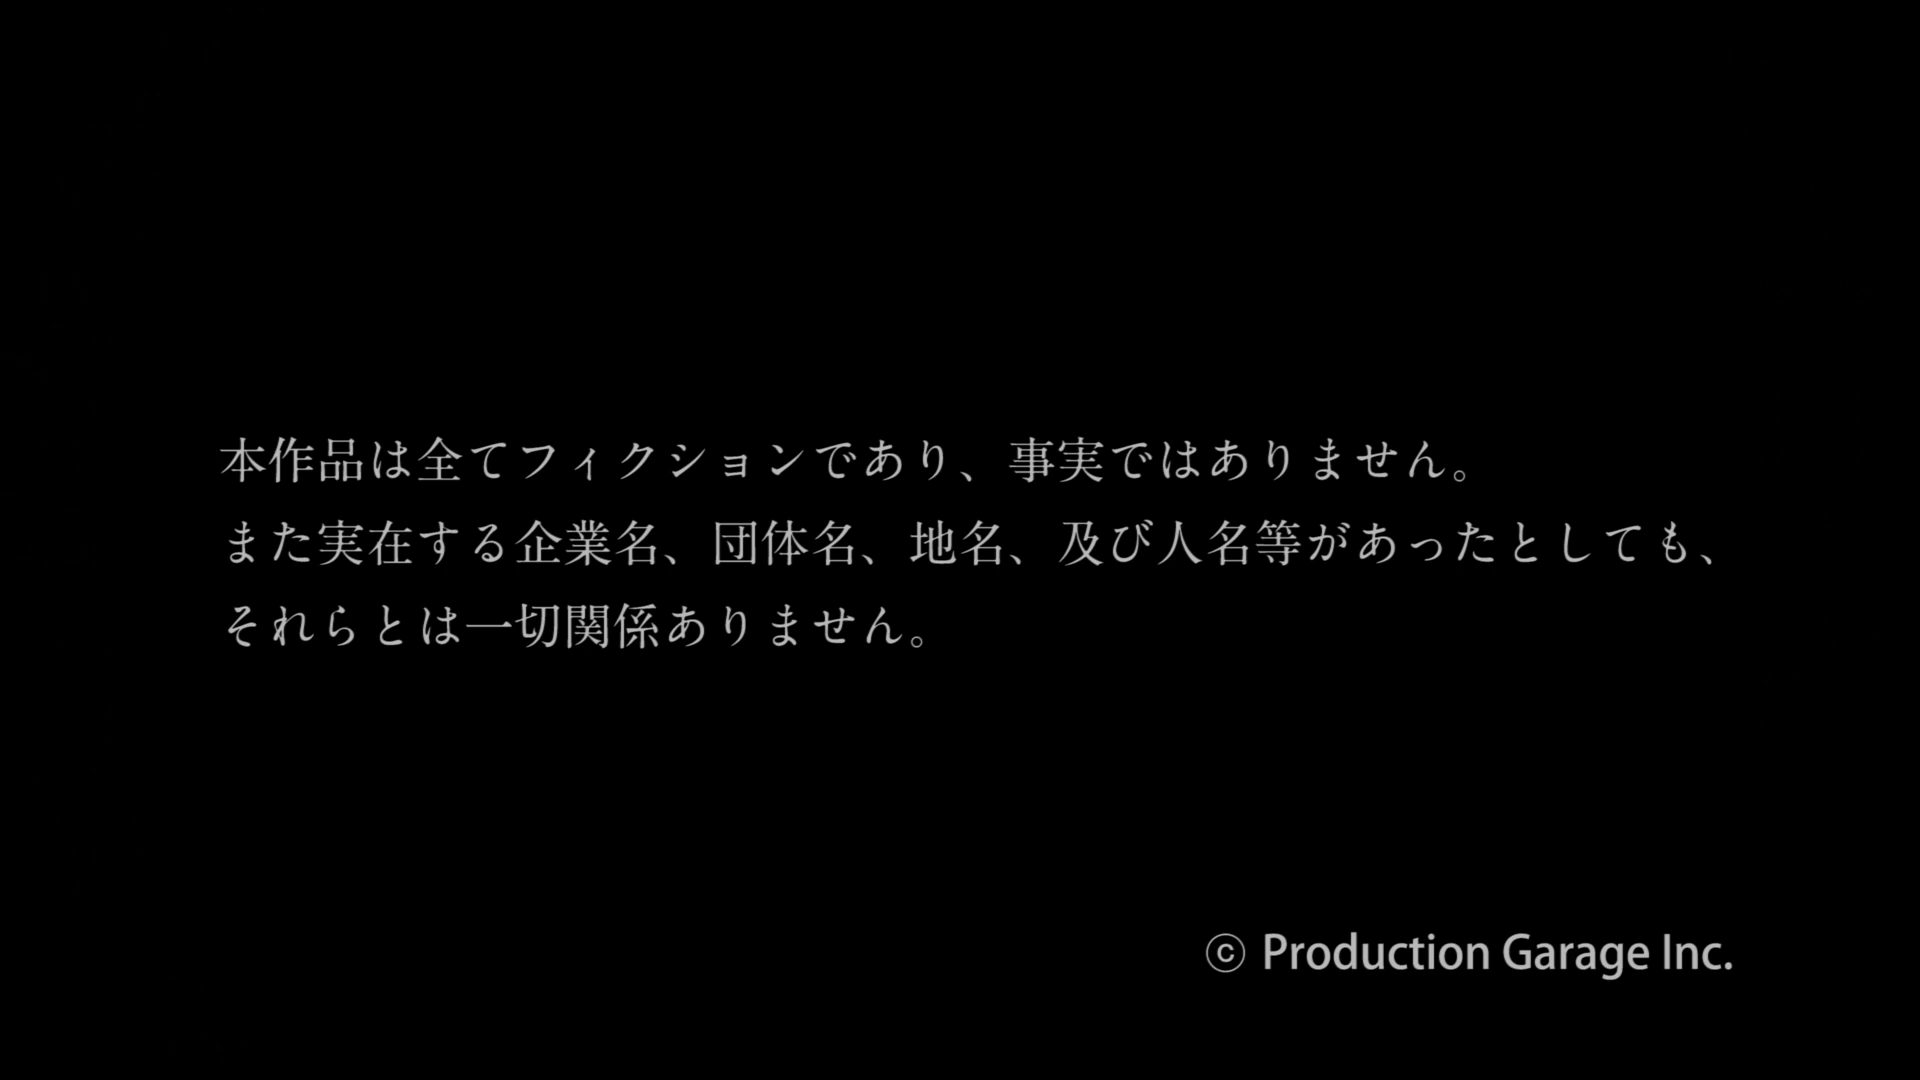 本作品は全てフィクションであり、事実ではありません。
また実在する企業名、団体名、地名、及び人名等があったとしても、
それらとは一切関係ありません。
ⓒ Production Garage Inc.